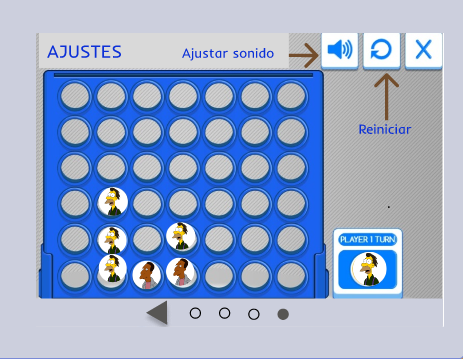 AJUSTES
Ajustar sonido
X
Reiniciar
PLAYER 1 TURN